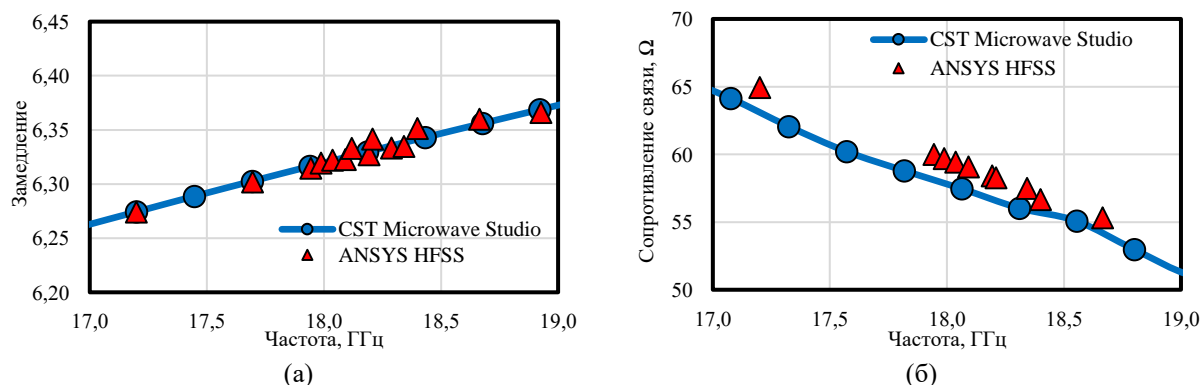 Замедление
6,45
6,40
6,35
6,30
6,25
6,20
17,0 17,5 18,0 18,5 19,0
Частота, ГГц
CST Microwave Studio
ANSYS HFSS
(а)
Сопротивление связи, Ω
70
65
60
55
50
17,0 17,5 18,0 18,5 19,0
Частота, ГГц
CST Microwave Studio
ANSYS HFSS
(б)